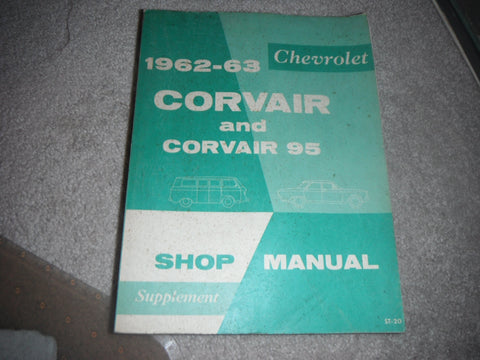 Chevrolet
1962-63
CORVAIR
and
CORVAIR 95
SHOP MANUAL
Supplement
ST-20